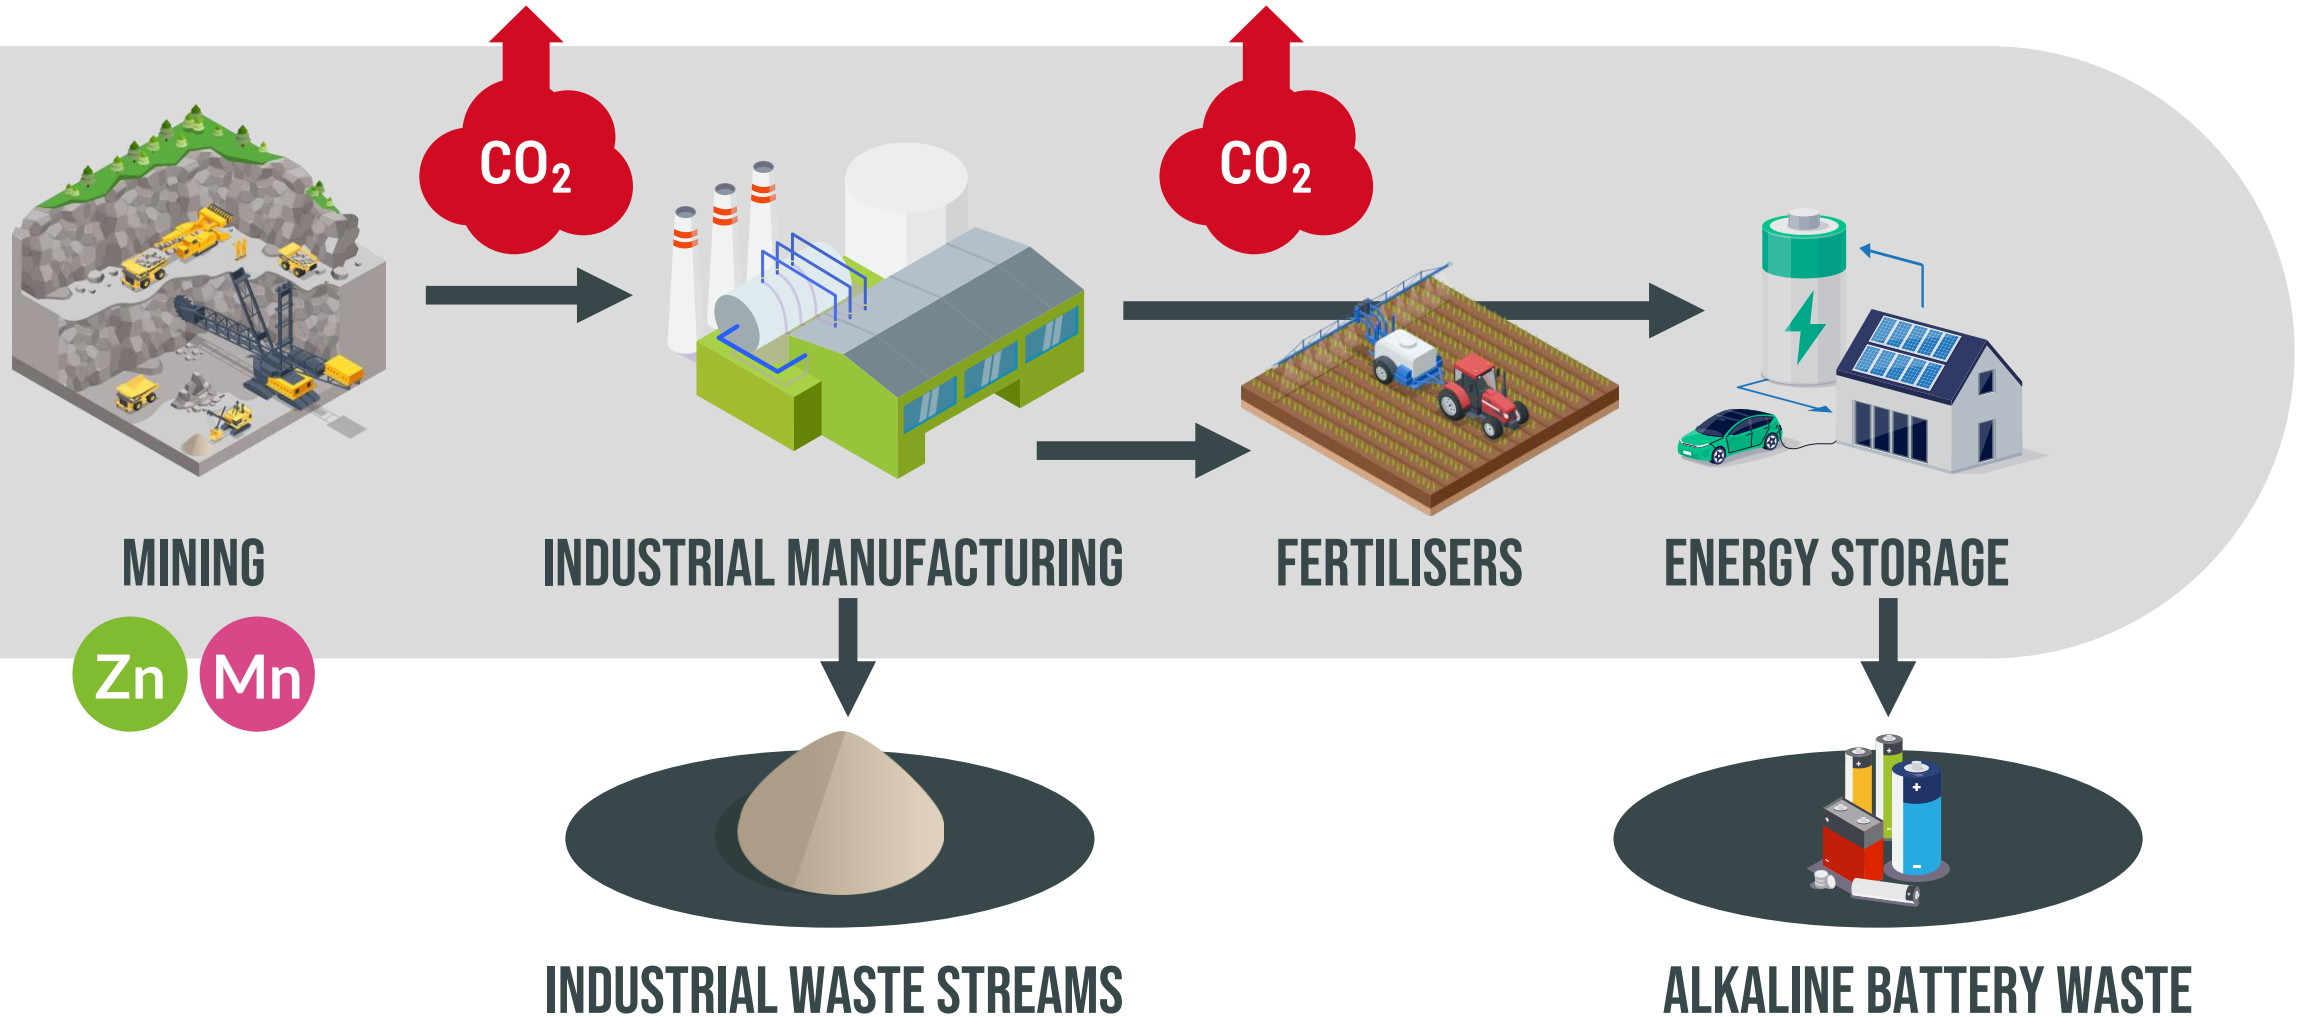 CO₂
CO₂
MINING
INDUSTRIAL MANUFACTURING
FERTILISERS
ENERGY STORAGE
Zn
Mn
INDUSTRIAL WASTE STREAMS
ALKALINE BATTERY WASTE